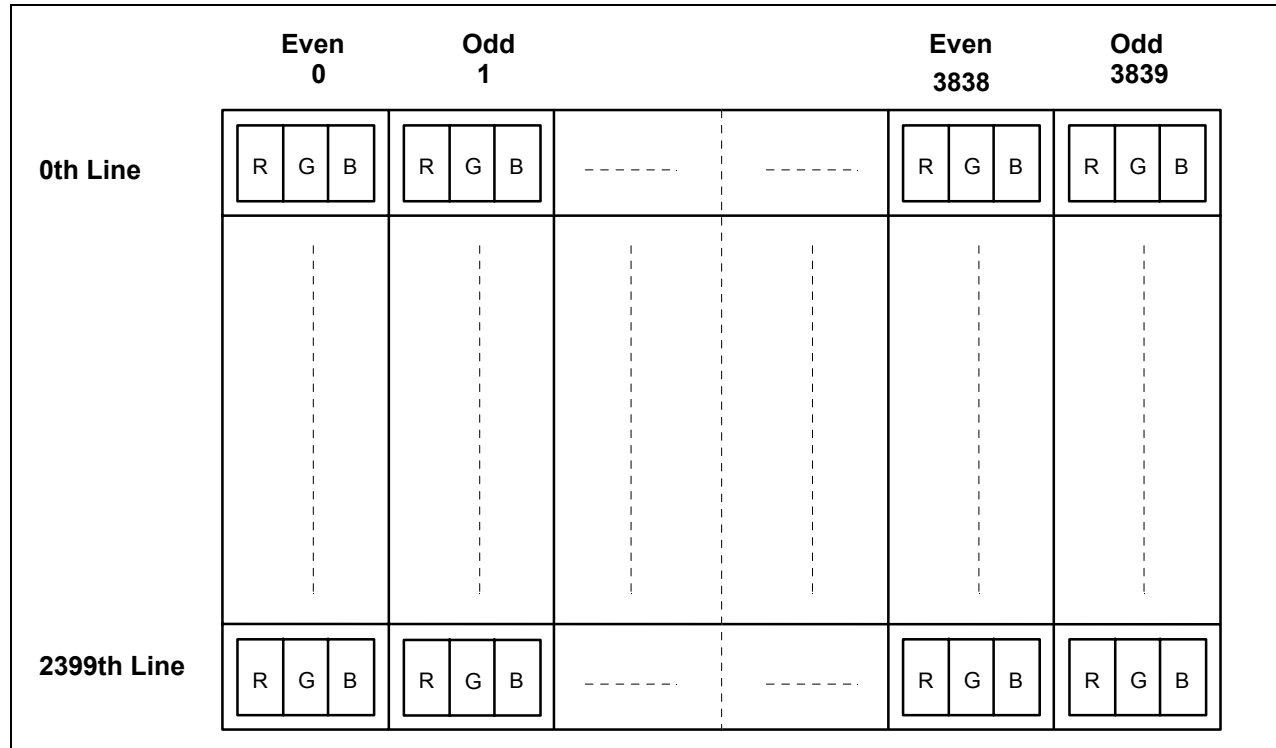 Even Odd Even Odd
0 1 3838 3839
0th Line R G B R G B R G B R G B
2399th Line R G B R G B R G B R G B